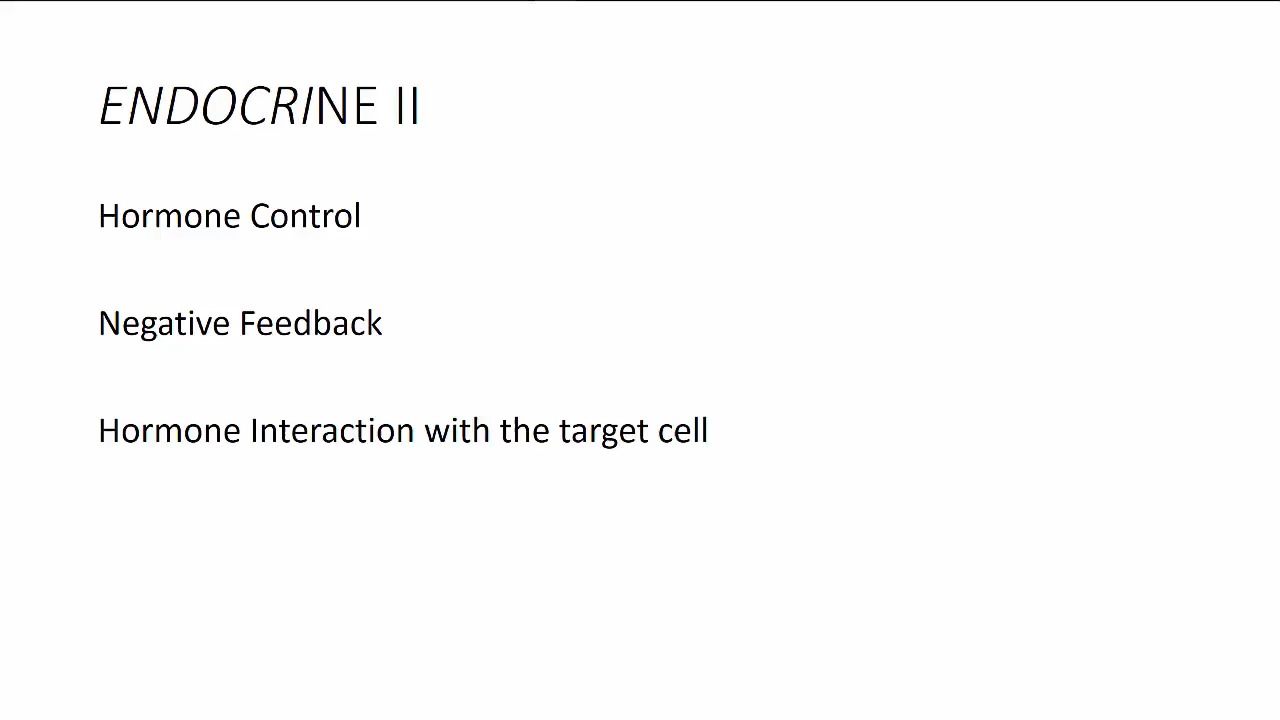 ENDOCRINE II
Hormone Control
Negative Feedback
Hormone Interaction with the target cell